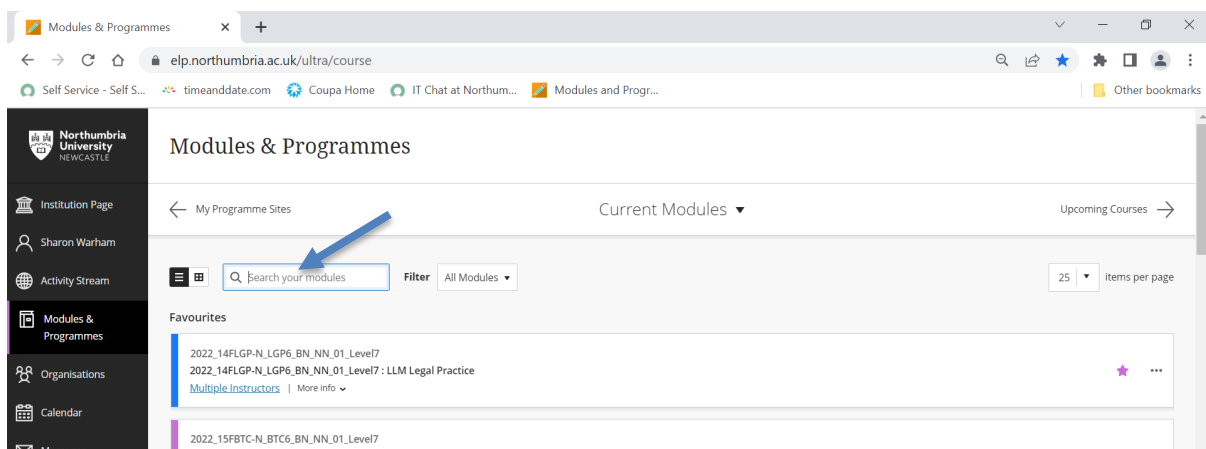 Modules & Programmes
elp.northumbria.ac.uk/ultra/course
Self Service - Self S...
timeanddate.com
Coupa Home
IT Chat at Northum...
Modules and Progr...
Other bookmarks
Northumbria
University
NEWCASTLE
Modules & Programmes
Institution Page
My Programme Sites
Current Modules
Upcoming Courses
Sharon Warham
Activity Stream
Search your modules
Filter
All Modules
25
items per page
Modules &
Programmes
Favourites
2022_14FLGP-N_LGP6_BN_NN_01_Level7
2022_14FLGP-N_LGP6_BN_NN_01_Level7 : LLM Legal Practice
Multiple Instructors | More info
Organisations
Calendar
2022_15FBTC-N_BTC6_BN_NN_01_Level7